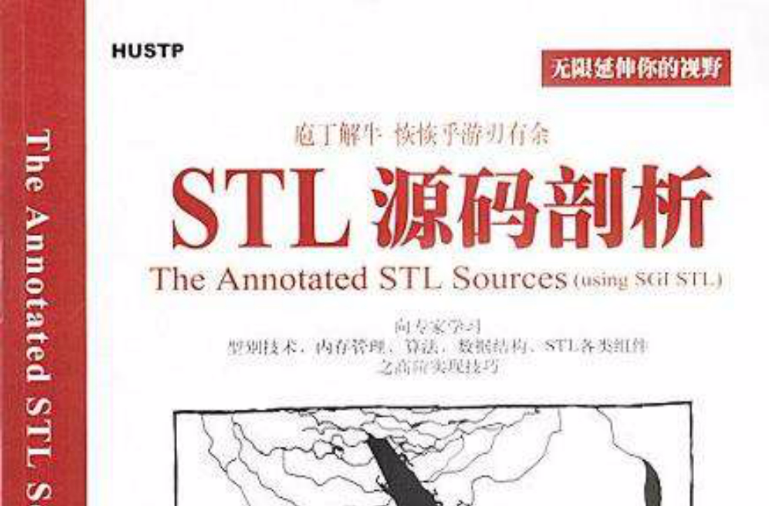 HUSTP
无限延伸你的视野
庖丁解牛 恢恢乎游刃有余
STL 源码剖析
The Annotated STL Sources (using SGI STL)
向专家学习
型别技术、内存管理、算法、数据结构、STL各类组件
之高阶实现技巧
The Annotated STL S